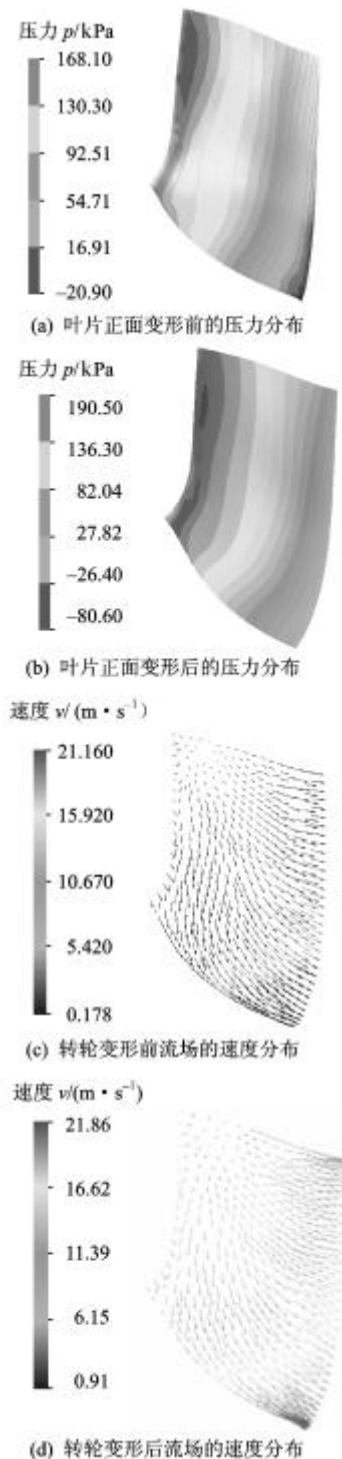 压力 p/kPa
168.10
130.30
92.51
54.71
16.91
−20.90
(a) 叶片正面变形前的压力分布
压力 p/kPa
190.50
136.30
82.04
27.82
−26.40
−80.60
(b) 叶片正面变形后的压力分布
速度 v/ (m·s⁻¹)
21.160
15.920
10.670
5.420
0.178
(c) 转轮变形前流场的速度分布
速度 v/(m·s⁻¹)
21.86
16.62
11.39
6.15
0.91
(d) 转轮变形后流场的速度分布